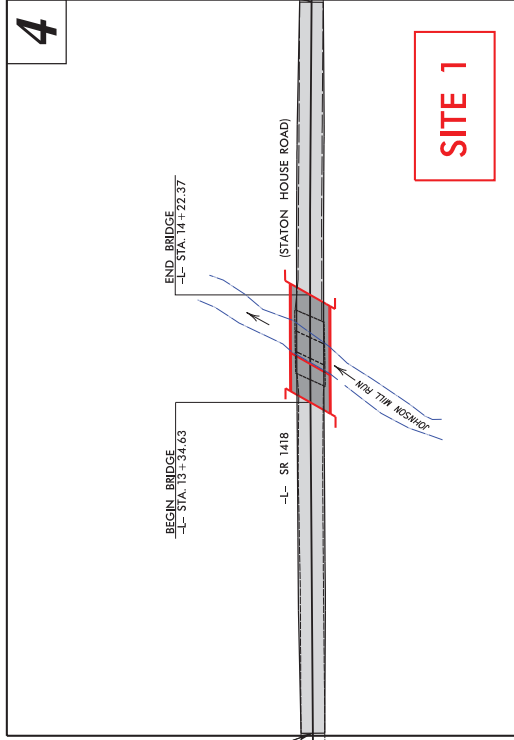 4
SITE 1
END BRIDGE
-L- STA. 14+22.37
(STATON HOUSE ROAD)
BEGIN BRIDGE
-L- STA. 13+34.63
-L- SR 1418
JOHNSON MILL RUN